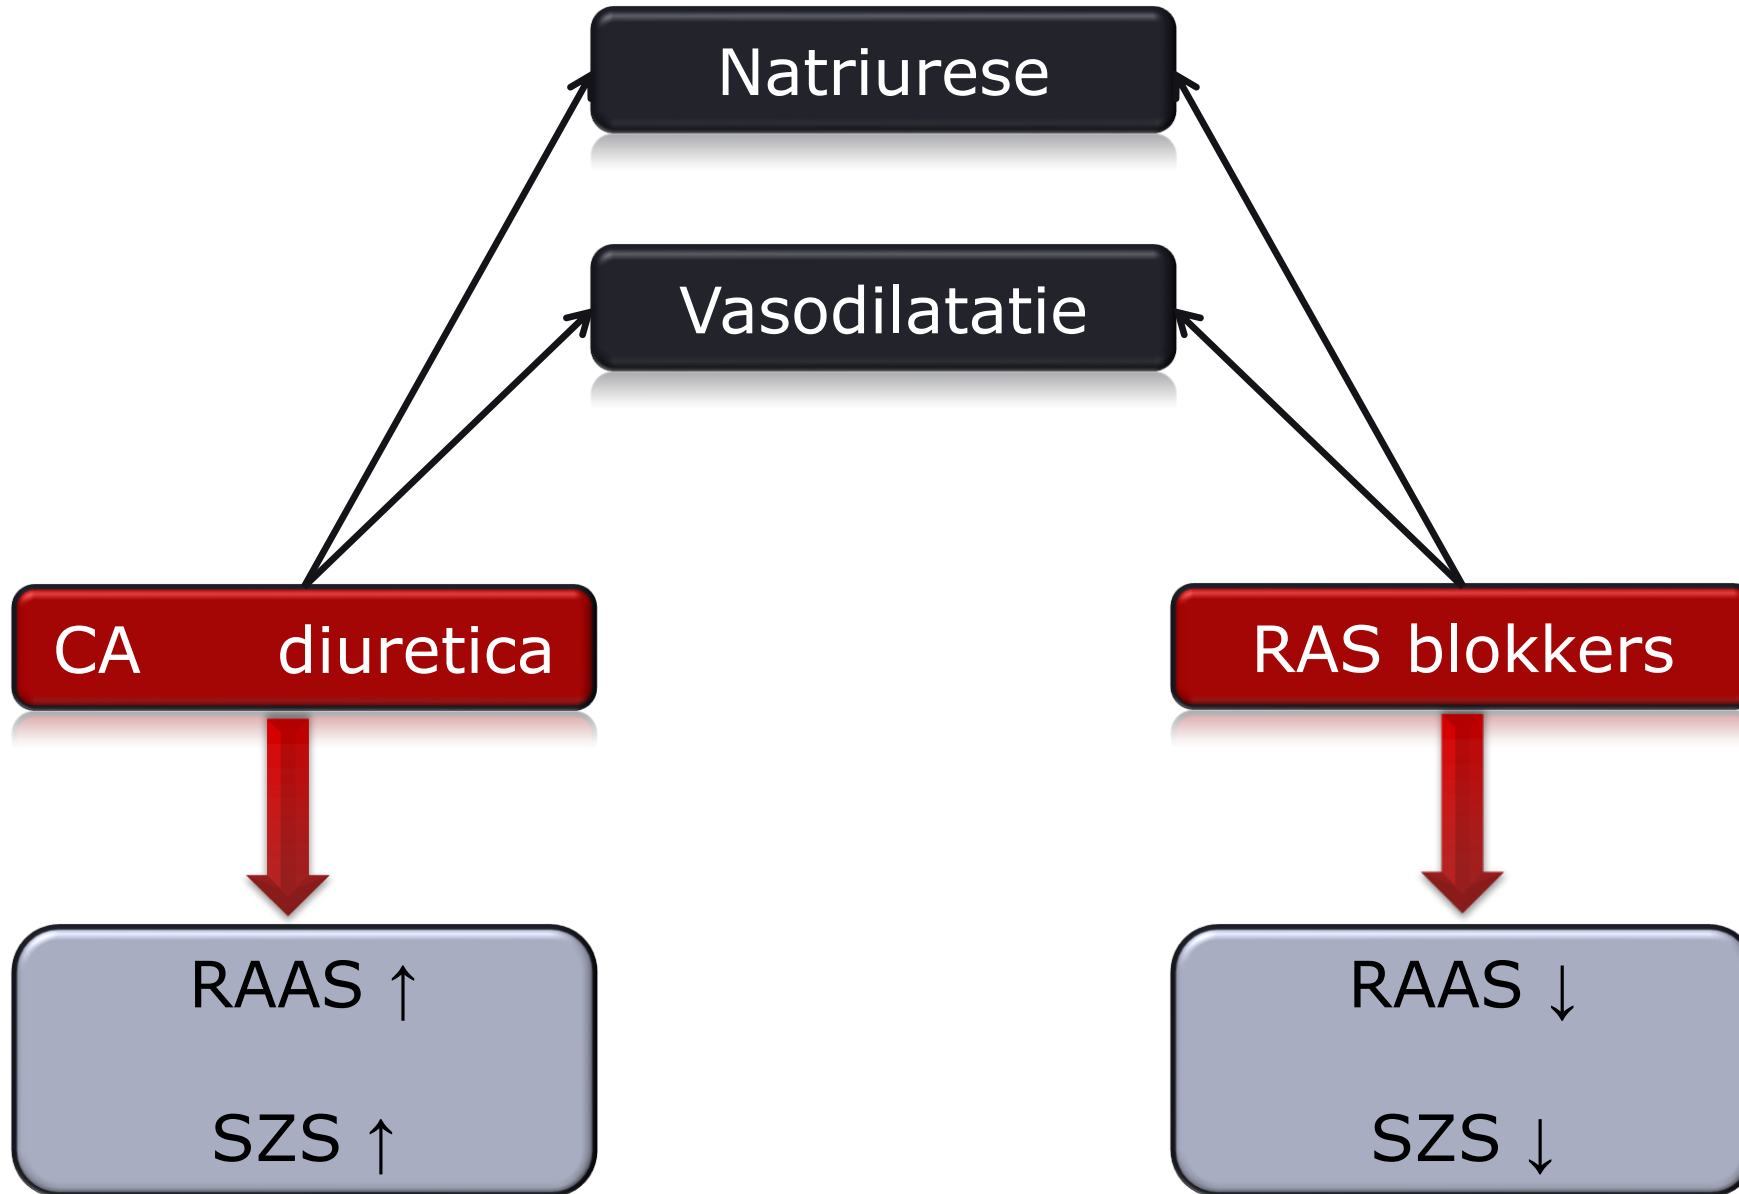 Natriurese
Vasodilatatie
CA diuretica
RAS blokkers
RAAS ↑
SZS ↑
RAAS ↓
SZS ↓